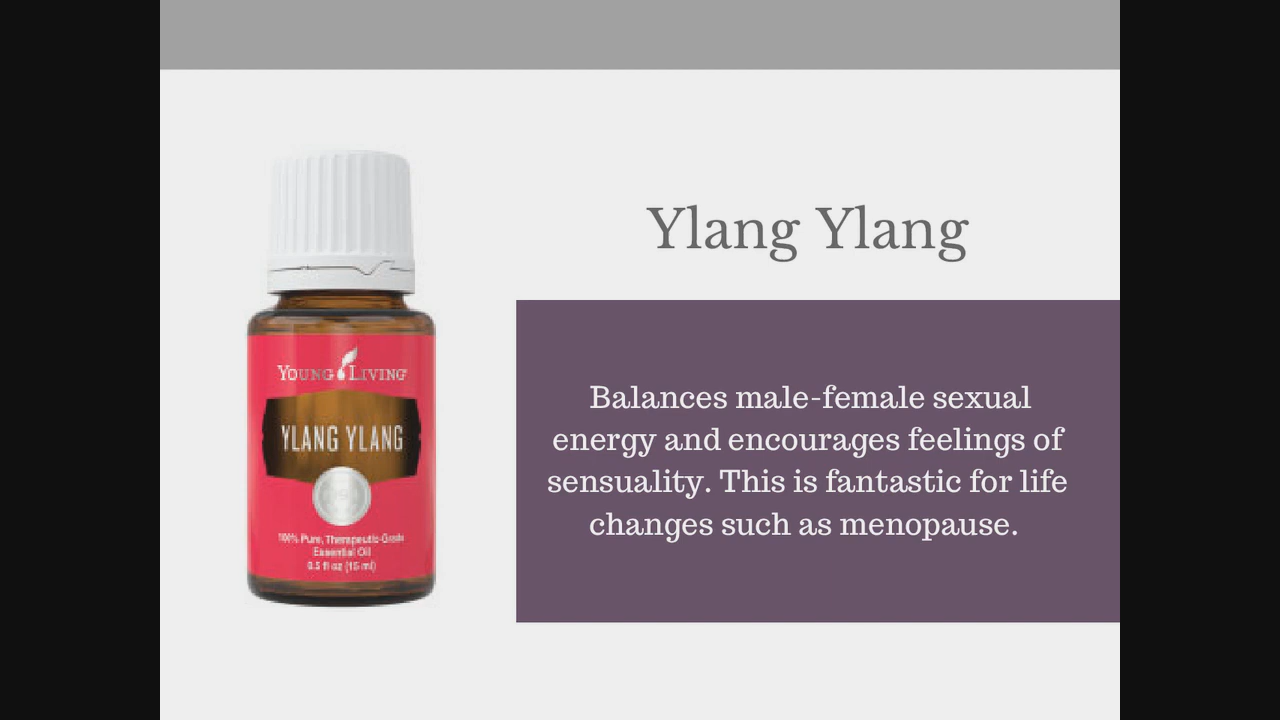 Ylang Ylang
Balances male-female sexual
energy and encourages feelings of
sensuality. This is fantastic for life
changes such as menopause.
YOUNG LIVING
YLANG YLANG
100% Pure, Therapeutic-Grade
Essential Oil
0.5 fl oz (15 ml)